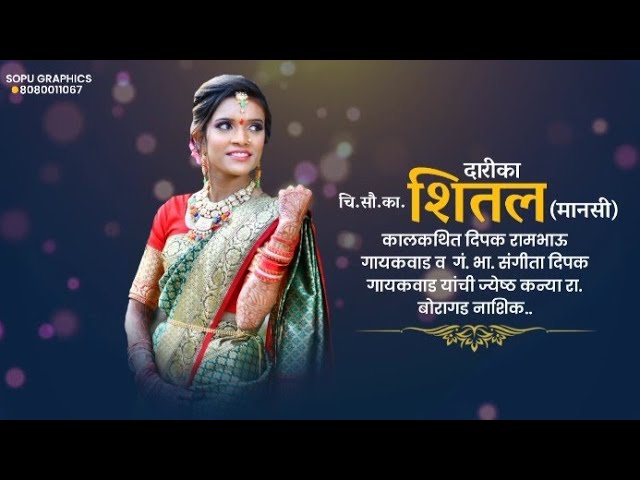 SOPU GRAPHICS
8080011067
दारीका
चि.सौ.का. शितल (मानसी)
कालकथित दिपक रामभाऊ
गायकवाड व गं. भा. संगीता दिपक
गायकवाड यांची ज्येष्ठ कन्या रा.
बोरागड नाशिक..